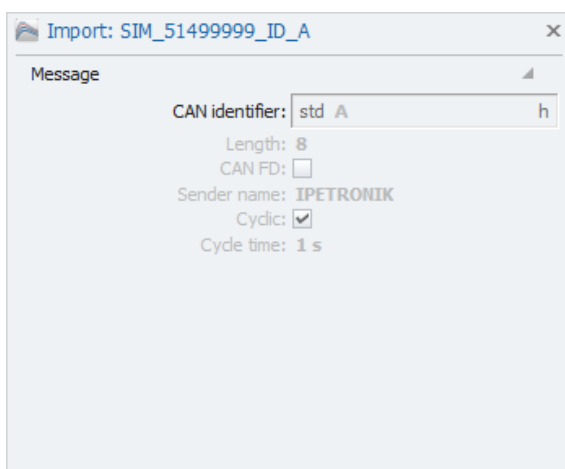 Import: SIM_51499999_ID_A
Message
CAN identifier: std A h
Length: 8
CAN FD:
Sender name: IPETRONIK
Cyclic:
Cycle time: 1 s